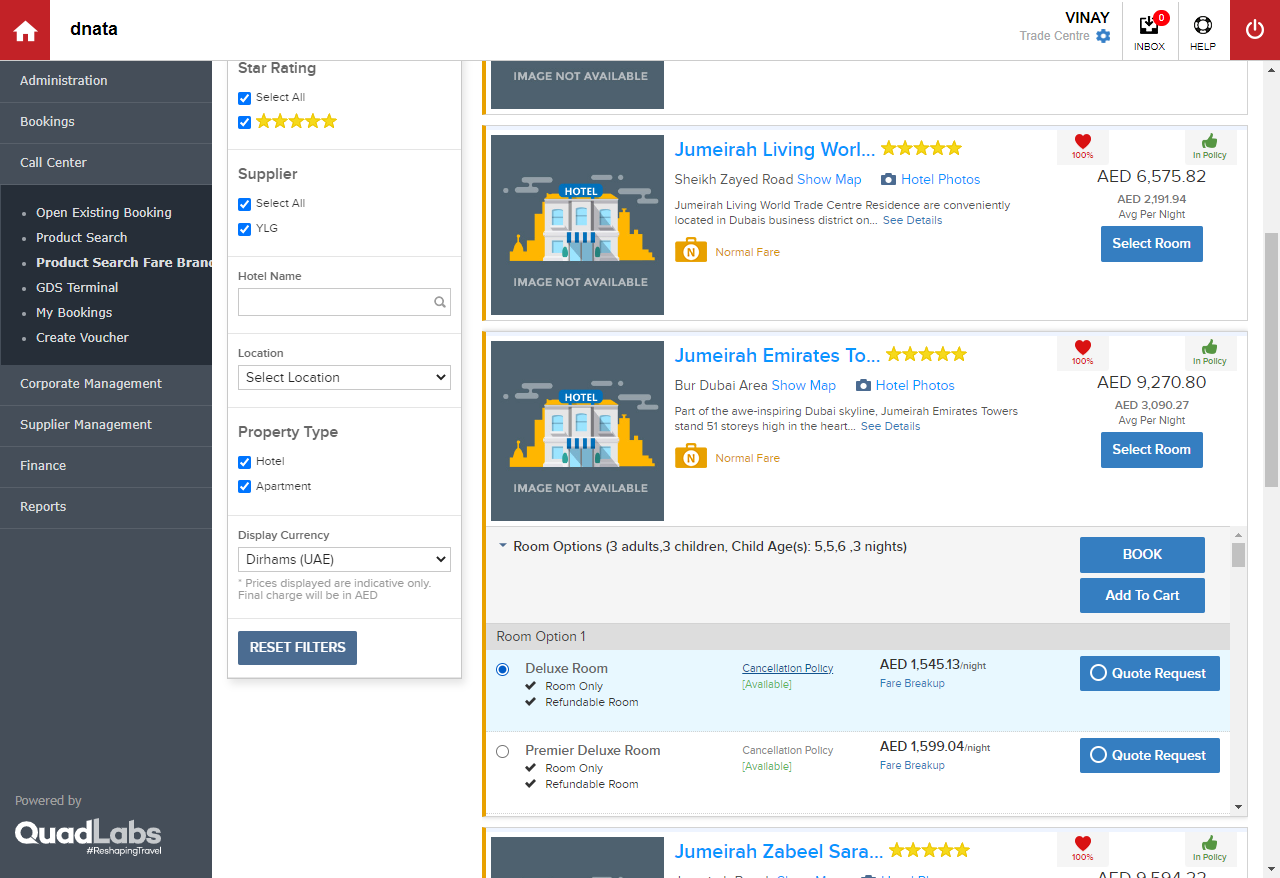 dnata
VINAY
Trade Centre
0
INBOX
HELP
Administration
Bookings
Call Center
Open Existing Booking
Product Search
Product Search Fare Bran
GDS Terminal
My Bookings
Create Voucher
Corporate Management
Supplier Management
Finance
Reports
Powered by
QuadLabs
#ReshapingTravel
Star Rating
Select All
Supplier
Select All
YLG
Hotel Name
Location
Select Location
Property Type
Hotel
Apartment
Display Currency
Dirhams (UAE)
* Prices displayed are indicative only.
Final charge will be in AED
RESET FILTERS
IMAGE NOT AVAILABLE
HOTEL
IMAGE NOT AVAILABLE
Jumeirah Living Worl...
Sheikh Zayed Road Show Map Hotel Photos
Jumeirah Living World Trade Centre Residence are conveniently
located in Dubais business district on... See Details
N Normal Fare
100%
In Policy
AED 6,575.82
AED 2,191.94
Avg Per Night
Select Room
HOTEL
IMAGE NOT AVAILABLE
Jumeirah Emirates To...
Bur Dubai Area Show Map Hotel Photos
Part of the awe-inspiring Dubai skyline, Jumeirah Emirates Towers
stand 51 storeys high in the heart... See Details
N Normal Fare
100%
In Policy
AED 9,270.80
AED 3,090.27
Avg Per Night
Select Room
Room Options (3 adults,3 children, Child Age(s): 5,5,6 ,3 nights)
BOOK
Add To Cart
Room Option 1
Deluxe Room
Room Only
Refundable Room
Cancellation Policy
[Available]
AED 1,545.13/night
Fare Breakup
Quote Request
Premier Deluxe Room
Room Only
Refundable Room
Cancellation Policy
[Available]
AED 1,599.04/night
Fare Breakup
Quote Request
Jumeirah Zabeel Sara...
100%
In Policy